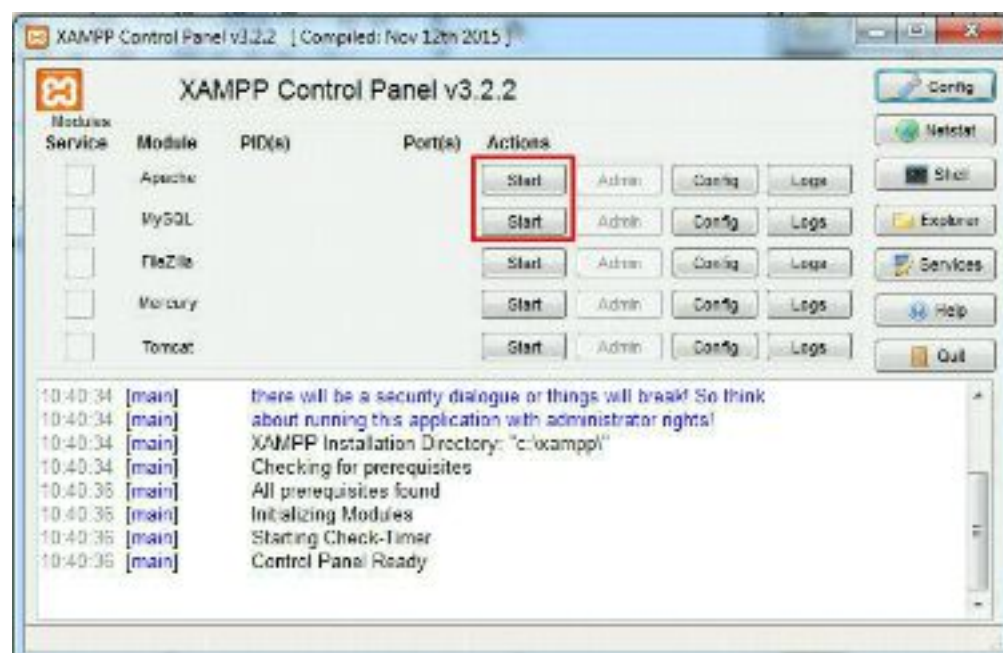 XAMPP Control Panel v3.2.2 [ Compiled: Nov 12th 2015 ]
XAMPP Control Panel v3.2.2
Config
Modules
Service Module PID(s) Port(s) Actions
Netstat
Apache Start Admin Config Logs
Shell
MySQL Start Admin Config Logs
Explorer
FileZilla Start Admin Config Logs
Services
Mercury Start Admin Config Logs
Help
Tomcat Start Admin Config Logs
Quit
10:40:34 [main] there will be a security dialogue or things will break! So think
10:40:34 [main] about running this application with administrator rights!
10:40:34 [main] XAMPP Installation Directory: "c:\xampp\"
10:40:34 [main] Checking for prerequisites
10:40:36 [main] All prerequisites found
10:40:36 [main] Initializing Modules
10:40:36 [main] Starting Check-Timer
10:40:36 [main] Control Panel Ready